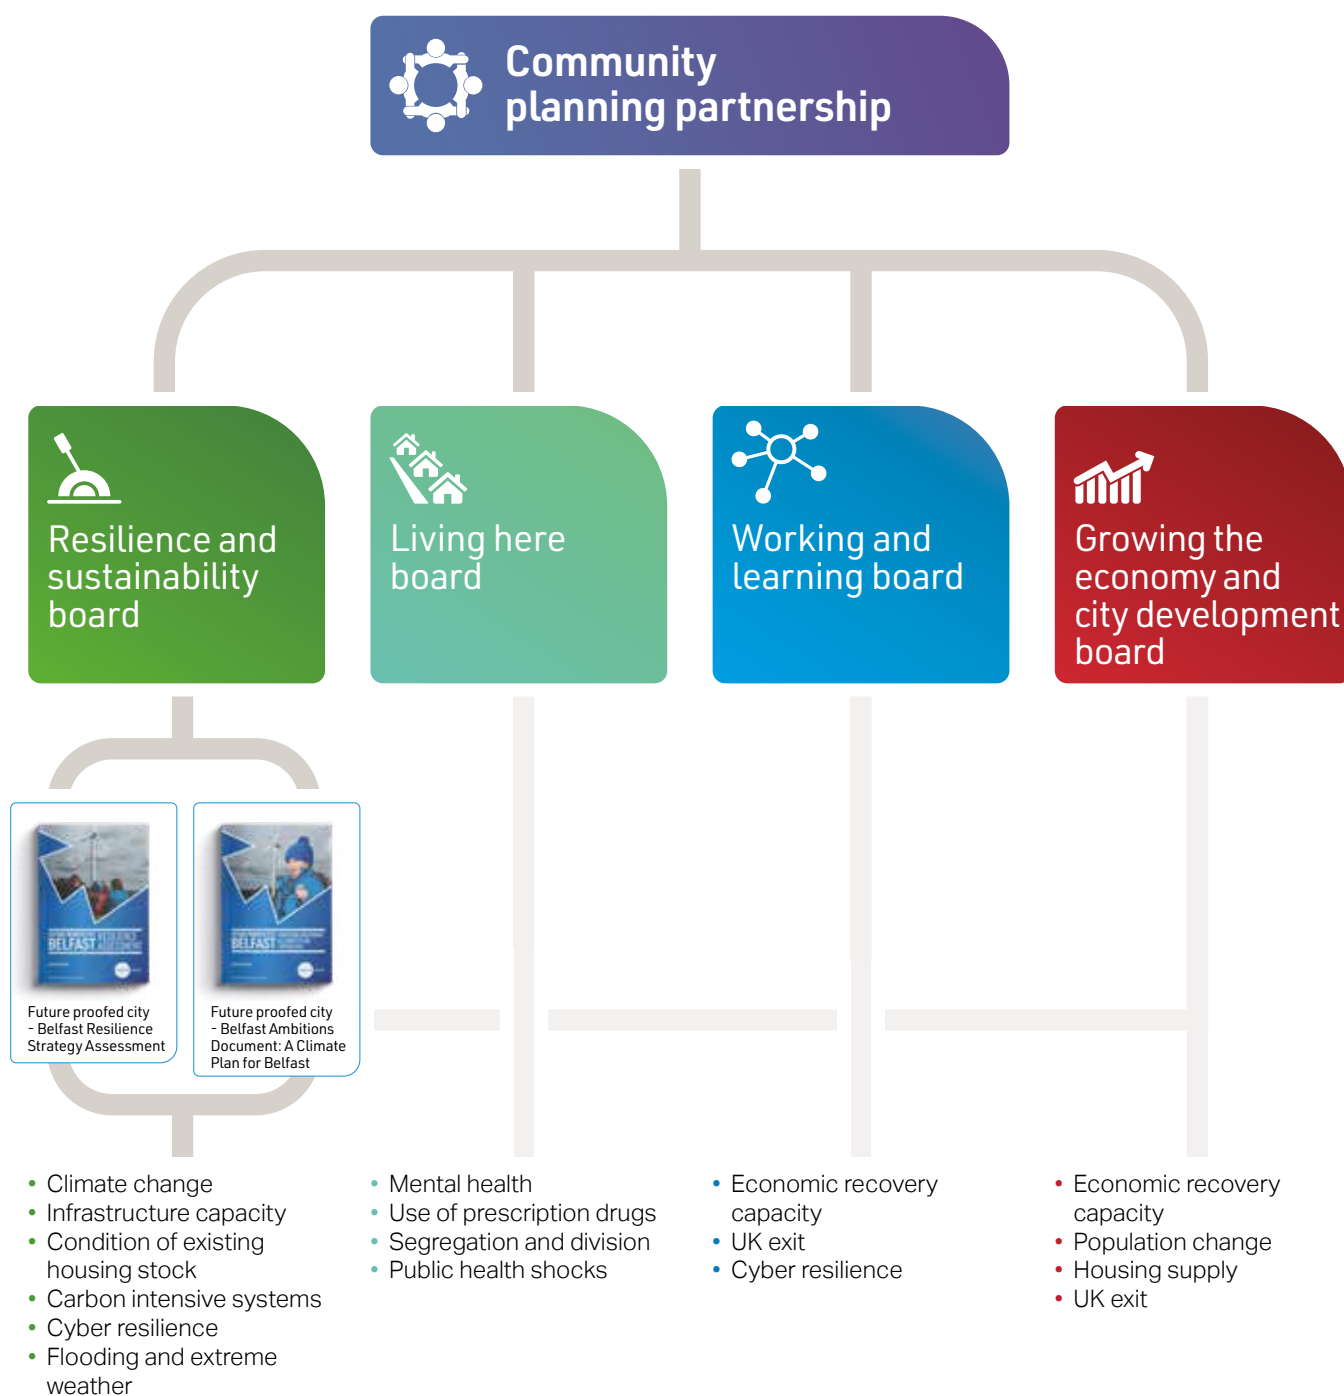 Community
planning partnership
Resilience and
sustainability
board
Living here
board
Working and
learning board
Growing the
economy and
city development
board
BELFAST
BELFAST
Future proofed city
- Belfast Resilience
Strategy Assessment
Future proofed city
- Belfast Ambitions
Document: A Climate
Plan for Belfast
• Climate change
• Infrastructure capacity
• Condition of existing
housing stock
• Carbon intensive systems
• Cyber resilience
• Flooding and extreme
weather
• Mental health
• Use of prescription drugs
• Segregation and division
• Public health shocks
• Economic recovery
capacity
• UK exit
• Cyber resilience
• Economic recovery
capacity
• Population change
• Housing supply
• UK exit